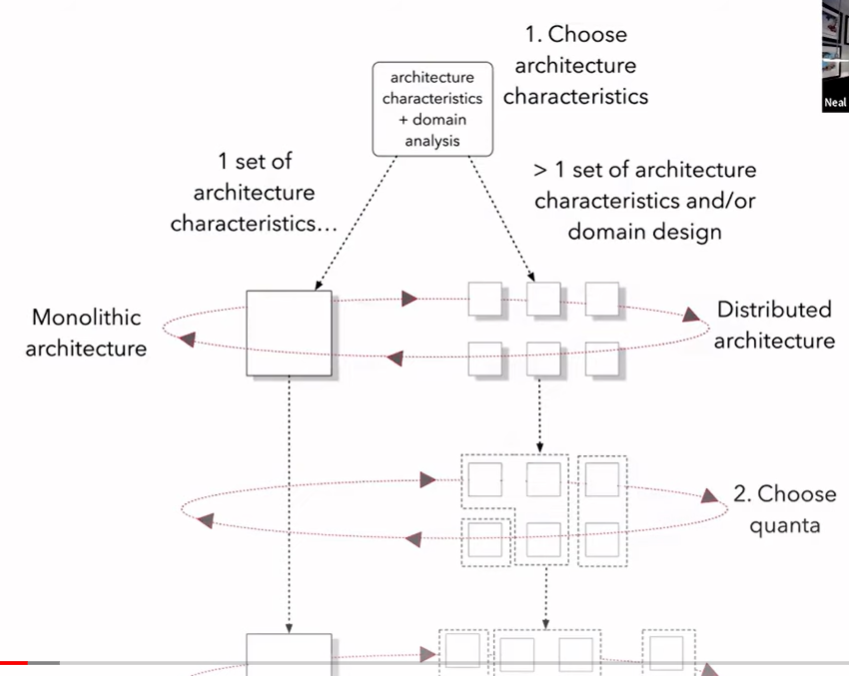 1. Choose
architecture
characteristics
architecture
characteristics
+ domain
analysis
Neal
1 set of
architecture
characteristics...
> 1 set of architecture
characteristics and/or
domain design
Monolithic
architecture
Distributed
architecture
2. Choose
quanta